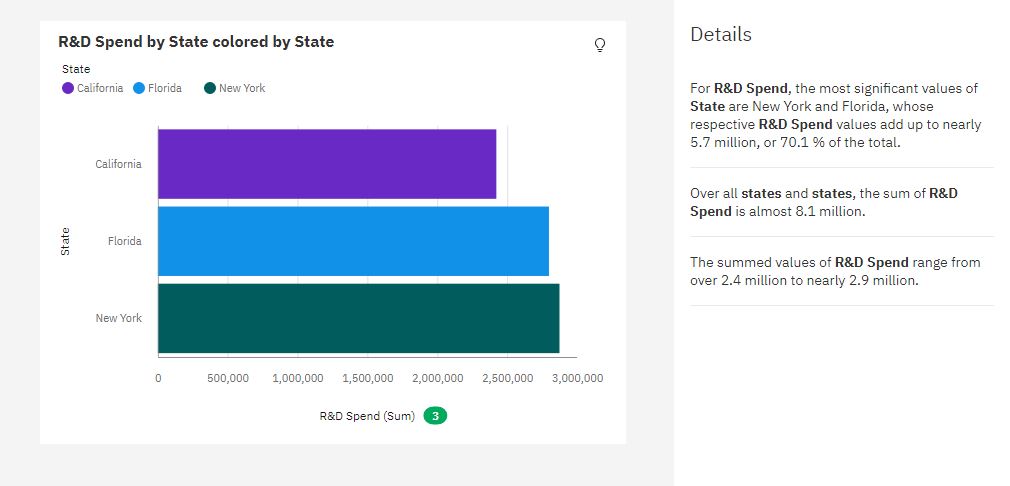 R&D Spend by State colored by State
State
California Florida New York
California
Florida
New York
State
0 500,000 1,000,000 1,500,000 2,000,000 2,500,000 3,000,000
R&D Spend (Sum) 3
Details
For R&D Spend, the most significant values of
State are New York and Florida, whose
respective R&D Spend values add up to nearly
5.7 million, or 70.1 % of the total.
Over all states and states, the sum of R&D
Spend is almost 8.1 million.
The summed values of R&D Spend range from
over 2.4 million to nearly 2.9 million.